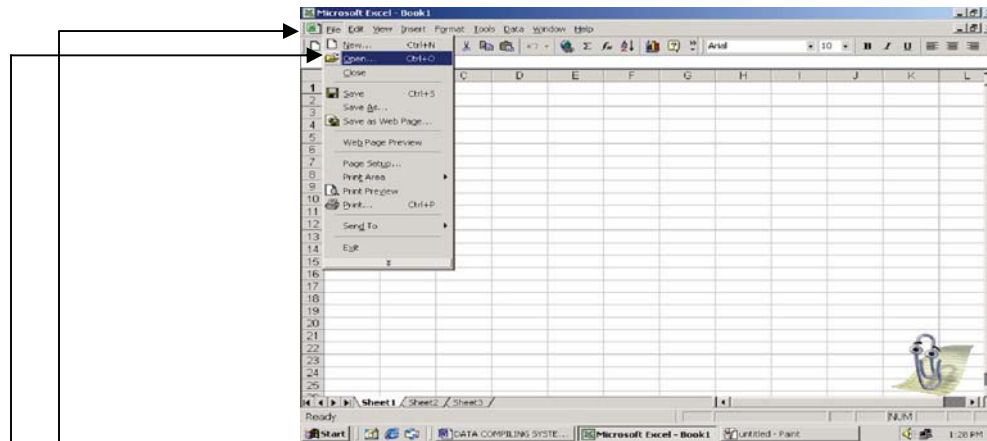 Microsoft Excel - Book1
File Edit View Insert Format Tools Data Window Help
Arial 10 B I U
New... Ctrl+N
Open... Ctrl+O
Close
Save Ctrl+S
Save As...
Save as Web Page...
Web Page Preview
Page Setup...
Print Area
Print Preview
Print... Ctrl+P
Send To
Exit
C D E F G H I J K L
1
2
3
4
5
6
7
8
9
10
11
12
13
14
15
16
17
18
19
20
21
22
23
24
25
Sheet1 Sheet2 Sheet3
Ready NUM
Start DATA COMPILING SYSTE... Microsoft Excel - Book1 untitled - Paint 1:28 PM